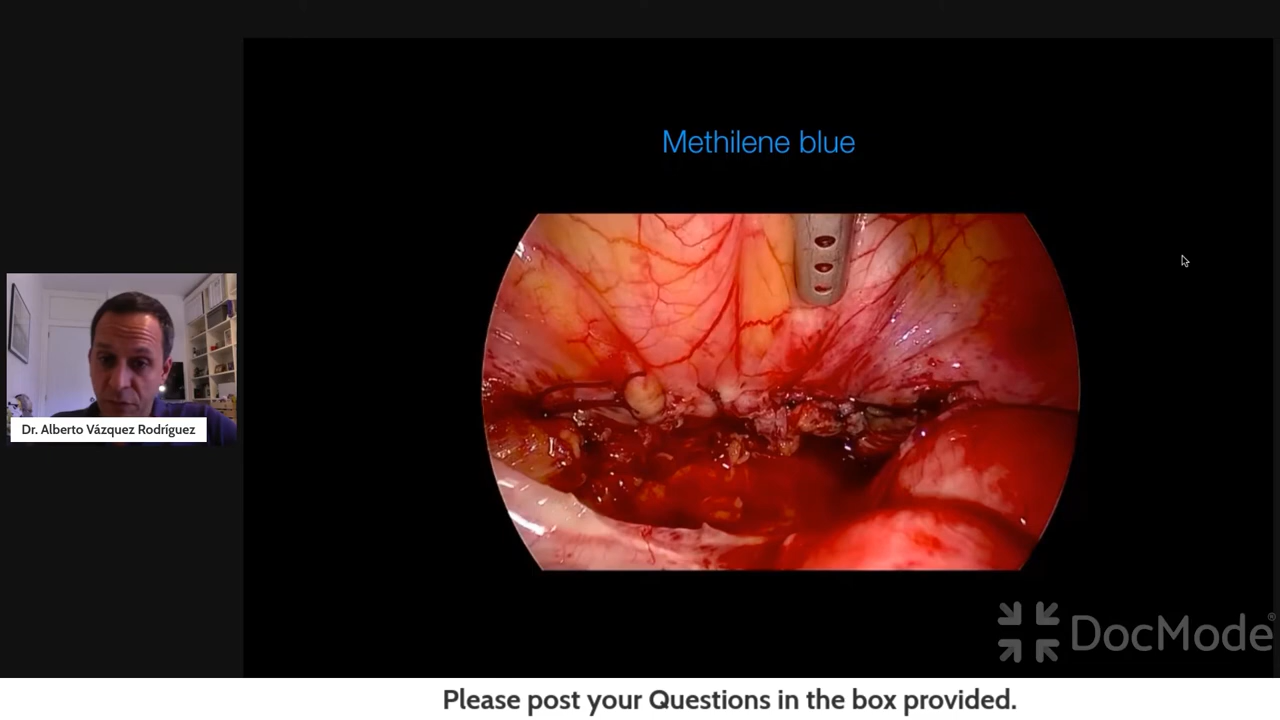 Methilene blue
Dr. Alberto Vázquez Rodríguez
DocMode®
Please post your Questions in the box provided.